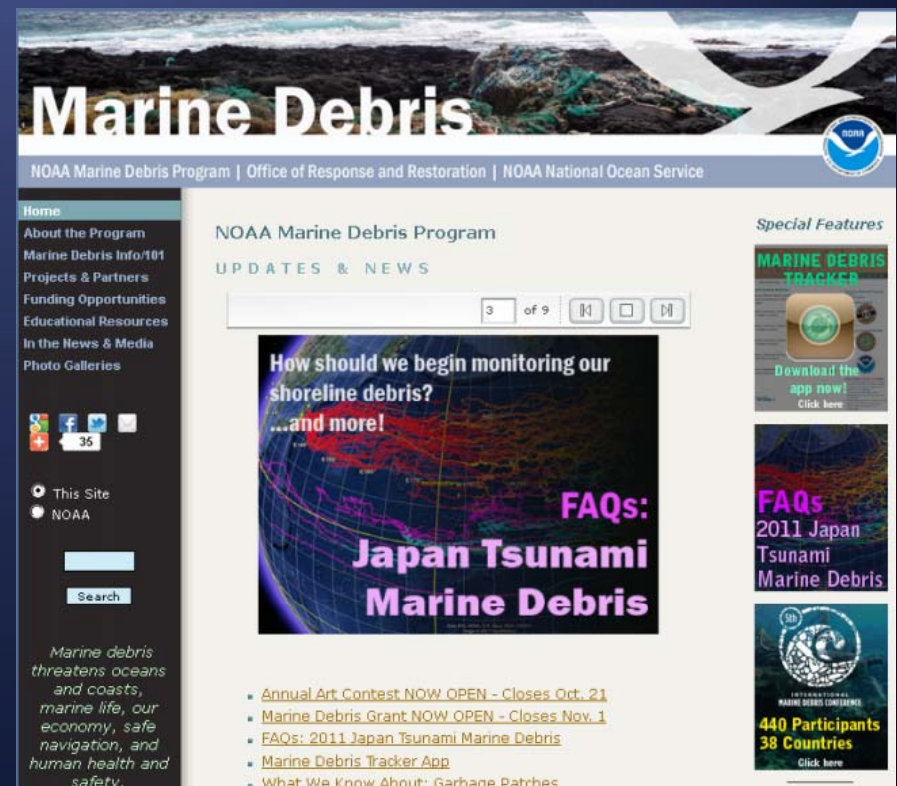 Marine Debris
NOAA
NOAA Marine Debris Program | Office of Response and Restoration | NOAA National Ocean Service
Home
About the Program
Marine Debris Info/101
Projects & Partners
Funding Opportunities
Educational Resources
In the News & Media
Photo Galleries
35
This Site
NOAA
Search
Marine debris
threatens oceans
and coasts,
marine life, our
economy, safe
navigation, and
human health and
safety.
NOAA Marine Debris Program
UPDATES & NEWS
3 of 9
How should we begin monitoring our
shoreline debris?
...and more!
FAQs:
Japan Tsunami
Marine Debris
Annual Art Contest NOW OPEN - Closes Oct. 21
Marine Debris Grant NOW OPEN - Closes Nov. 1
FAQs: 2011 Japan Tsunami Marine Debris
Marine Debris Tracker App
What We Know About: Garbage Patches
Special Features
MARINE DEBRIS
TRACKER
Download the
app now!
Click here
FAQs
2011 Japan
Tsunami
Marine Debris
5th
INTERNATIONAL
MARINE DEBRIS CONFERENCE
440 Participants
38 Countries
Click here